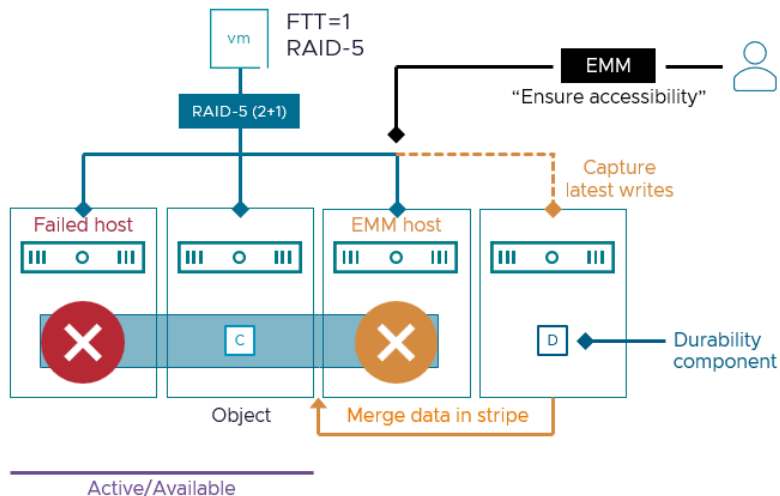 vm
FTT=1
RAID-5
EMM
"Ensure accessibility"
RAID-5 (2+1)
Capture
latest writes
Failed host
EMM host
C
D
Durability
component
Object
Merge data in stripe
Active/Available